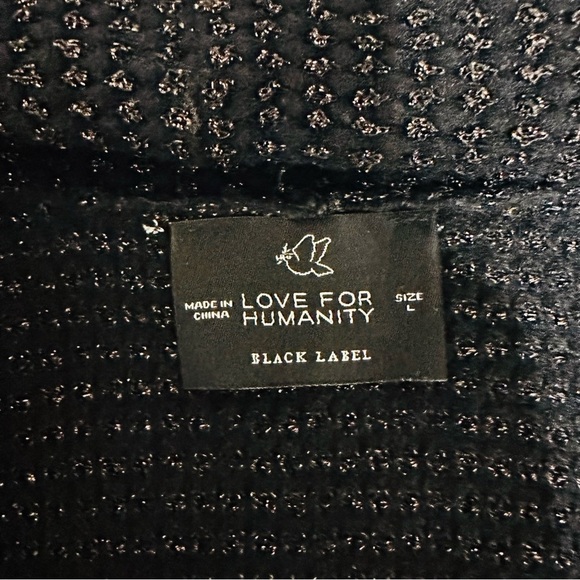 MADE IN
CHINA
LOVE FOR
HUMANITY
SIZE
L
BLACK LABEL